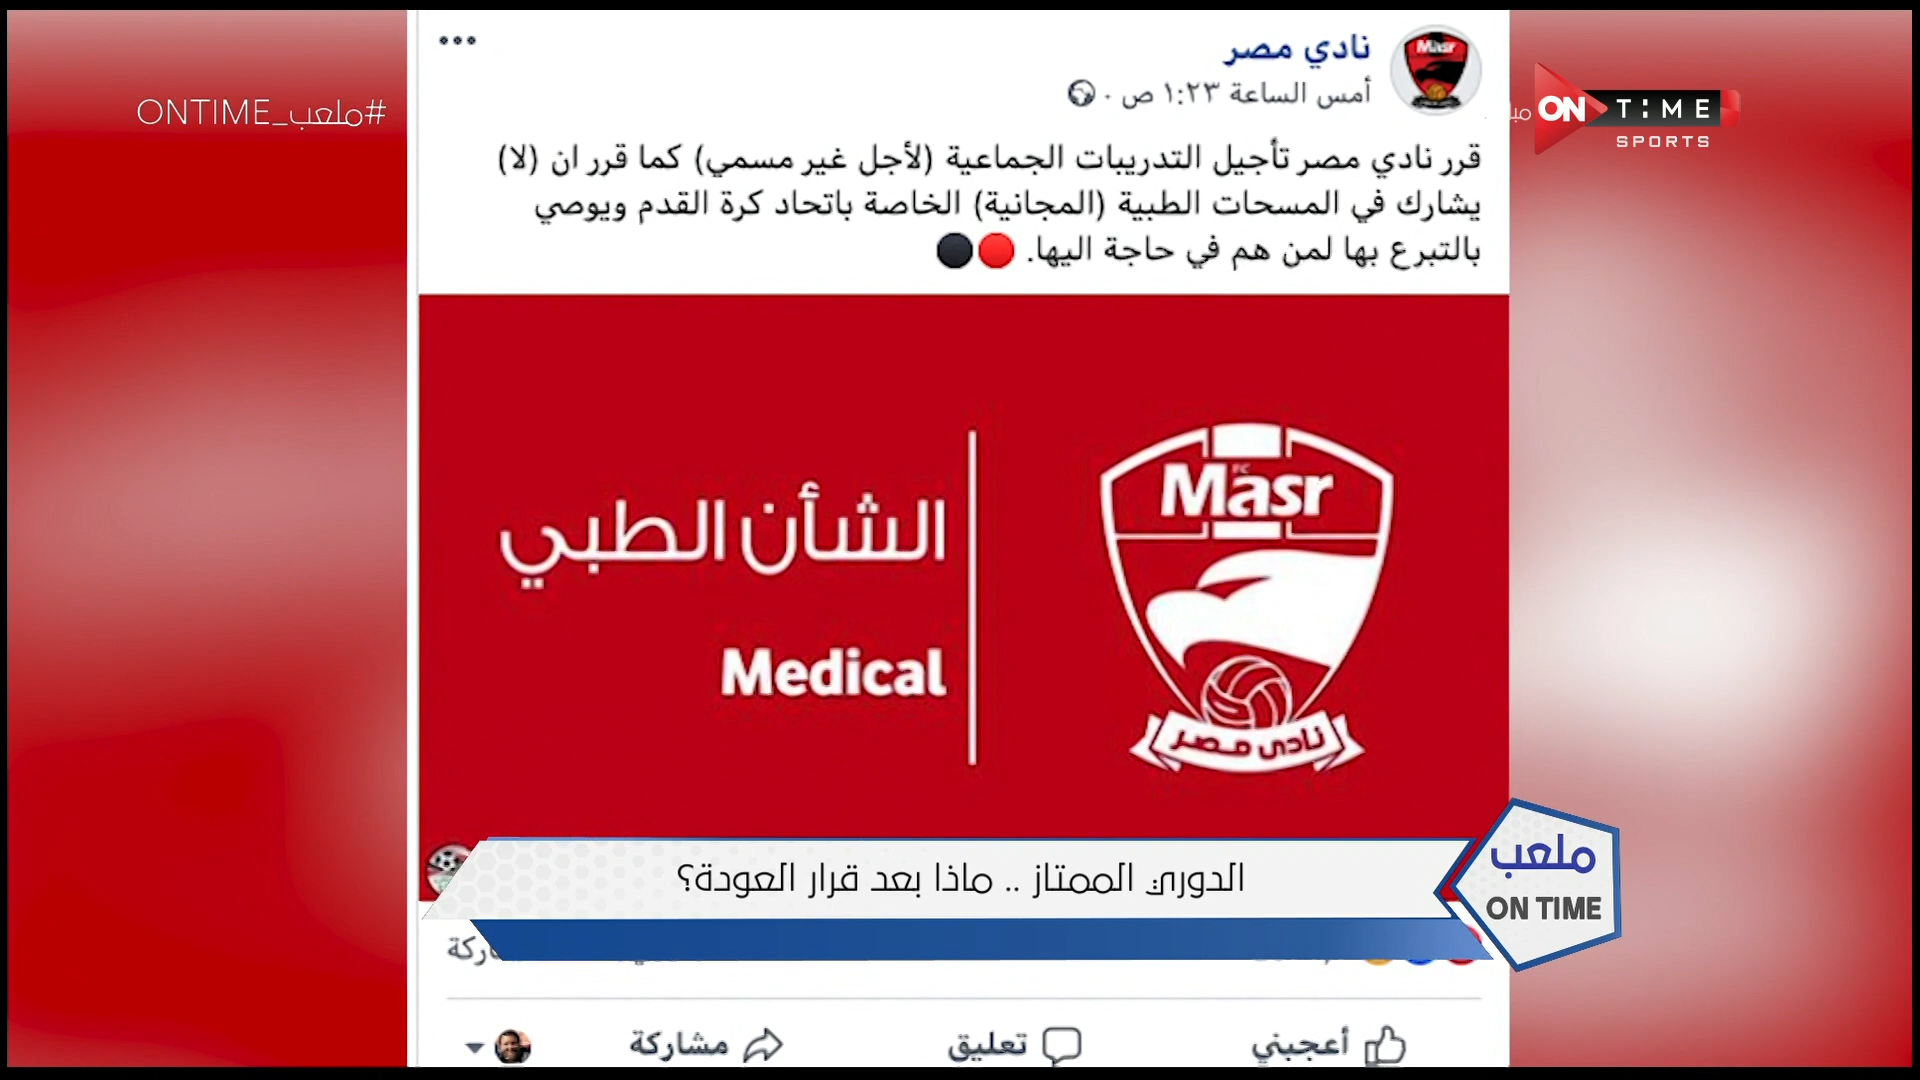 #ملعب_ONTIME
ON TIME
SPORTS
نادي مصر
Masr
أمس الساعة ١:٢٣ ص ·
قرر نادي مصر تأجيل التدريبات الجماعية (لأجل غير مسمي) كما قرر ان (لا)
يشارك في المسحات الطبية (المجانية) الخاصة باتحاد كرة القدم ويوصي
بالتبرع بها لمن هم في حاجة اليها.
Masr
FC
نادى مصر
الشأن الطبي
Medical
الدوري الممتاز .. ماذا بعد قرار العودة؟
ملعب
ON TIME
أعجبني
تعليق
مشاركة